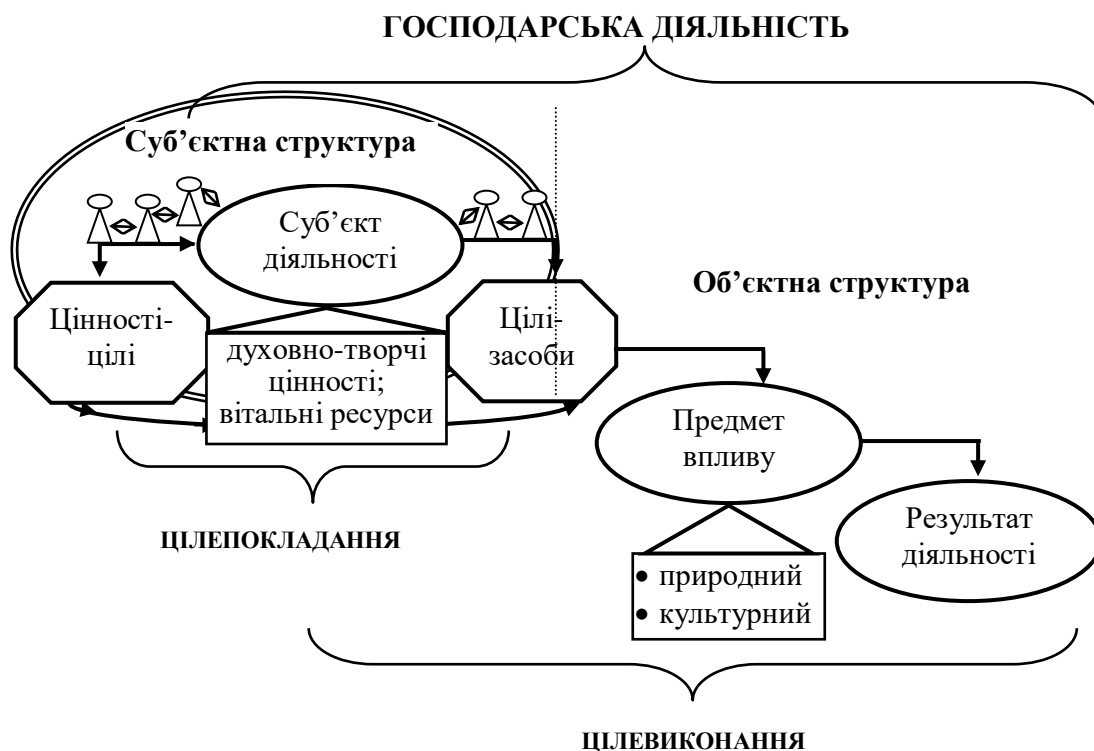 ГОСПОДАРСЬКА ДІЯЛЬНІСТЬ
Суб’єктна структура
Суб’єкт
діяльності
Об’єктна структура
Цінності-
цілі
Цілі-
засоби
духовно-творчі
цінності;
вітальні ресурси
Предмет
впливу
ЦІЛЕПОКЛАДАННЯ
Результат
діяльності
• природний
• культурний
ЦІЛЕВИКОНАННЯ